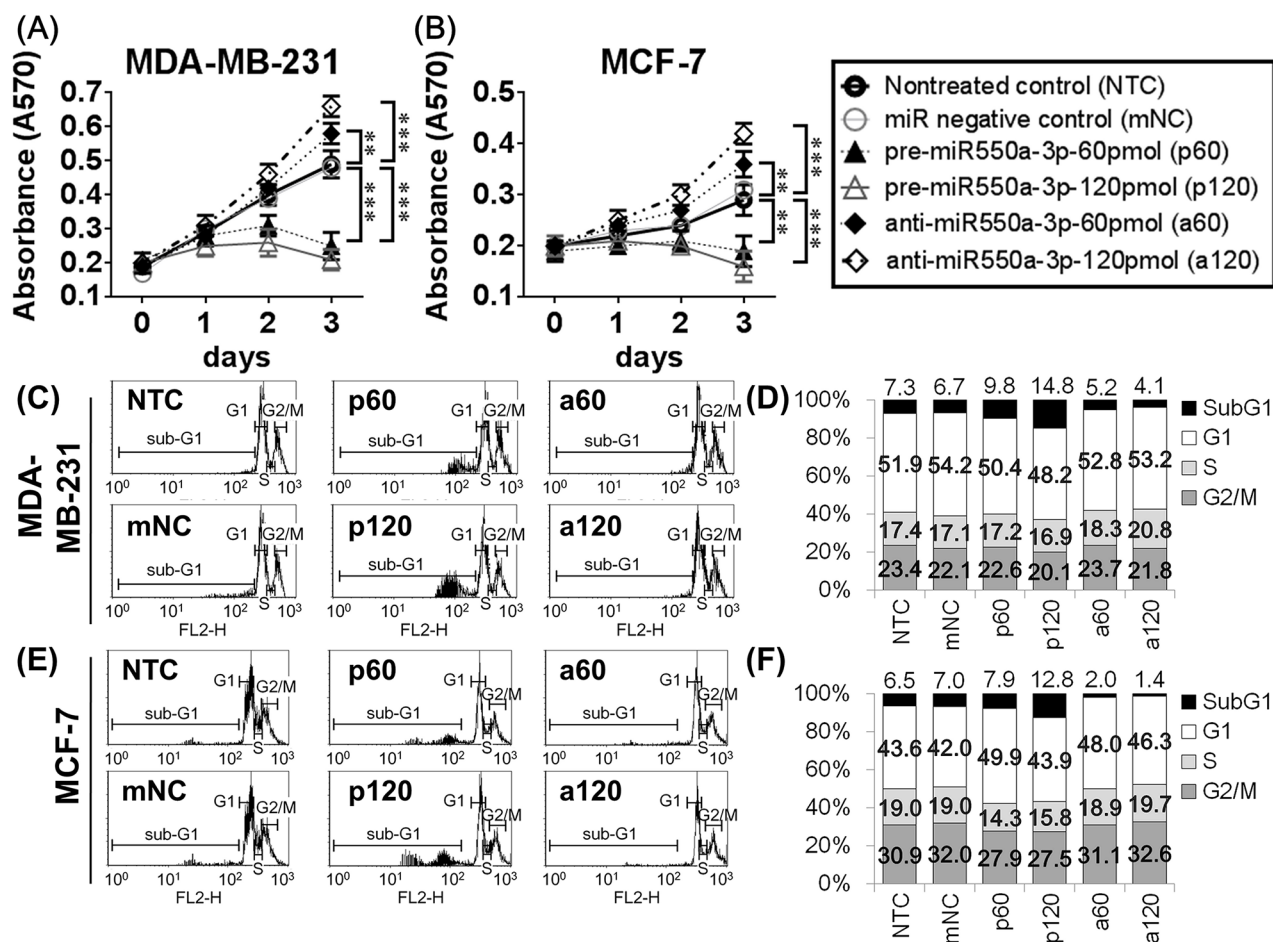 (A)
MDA-MB-231
Absorbance (A570)
0.7
0.6
0.5
0.4
0.3
0.2
0.1
0 1 2 3
days
** ***
*** ***
(B)
MCF-7
Absorbance (A570)
0.5
0.4
0.3
0.2
0.1
0 1 2 3
days
** ***
** ***
Nontreated control (NTC)
miR negative control (mNC)
pre-miR550a-3p-60pmol (p60)
pre-miR550a-3p-120pmol (p120)
anti-miR550a-3p-60pmol (a60)
anti-miR550a-3p-120pmol (a120)
(C)
MDA-
MB-231
NTC
G1 G2/M
sub-G1
S
10⁰ 10¹ 10² 10³
p60
G1 G2/M
sub-G1
S
10⁰ 10¹ 10² 10³
a60
G1 G2/M
sub-G1
S
10⁰ 10¹ 10² 10³
mNC
G1 G2/M
sub-G1
S
10⁰ 10¹ 10² 10³
FL2-H
p120
G1 G2/M
sub-G1
S
10⁰ 10¹ 10² 10³
FL2-H
a120
G1 G2/M
sub-G1
S
10⁰ 10¹ 10² 10³
FL2-H
(D)
7.3 6.7 9.8 14.8 5.2 4.1
100%
80%
60%
40%
20%
0%
51.9 54.2 50.4 48.2 52.8 53.2
17.4 17.1 17.2 16.9 18.3 20.8
23.4 22.1 22.6 20.1 23.7 21.8
NTC mNC p60 p120 a60 a120
SubG1
G1
S
G2/M
(E)
MCF-7
NTC
G1 G2/M
sub-G1
S
10⁰ 10¹ 10² 10³
p60
G1 G2/M
sub-G1
S
10⁰ 10¹ 10² 10³
a60
G1 G2/M
sub-G1
S
10⁰ 10¹ 10² 10³
mNC
G1 G2/M
sub-G1
S
10⁰ 10¹ 10² 10³
FL2-H
p120
G1 G2/M
sub-G1
S
10⁰ 10¹ 10² 10³
FL2-H
a120
G1 G2/M
sub-G1
S
10⁰ 10¹ 10² 10³
FL2-H
(F)
6.5 7.0 7.9 12.8 2.0 1.4
100%
80%
60%
40%
20%
0%
43.6 42.0 49.9 43.9 48.0 46.3
19.0 19.0 14.3 15.8 18.9 19.7
30.9 32.0 27.9 27.5 31.1 32.6
NTC mNC p60 p120 a60 a120
SubG1
G1
S
G2/M